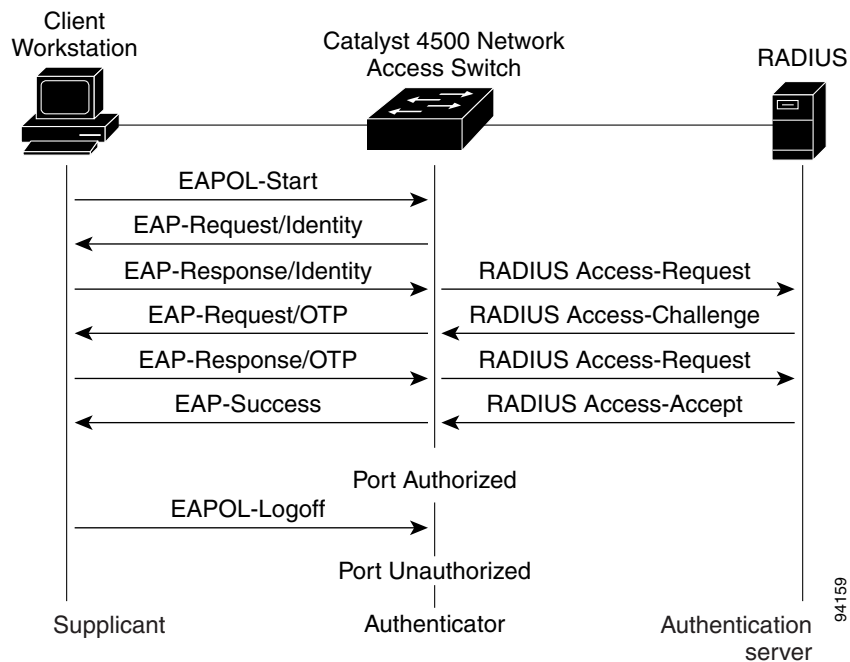 Client
Workstation
Catalyst 4500 Network
Access Switch
RADIUS
EAPOL-Start
EAP-Request/Identity
EAP-Response/Identity
RADIUS Access-Request
EAP-Request/OTP
RADIUS Access-Challenge
EAP-Response/OTP
RADIUS Access-Request
EAP-Success
RADIUS Access-Accept
Port Authorized
EAPOL-Logoff
Port Unauthorized
Supplicant
Authenticator
Authentication
server
94159